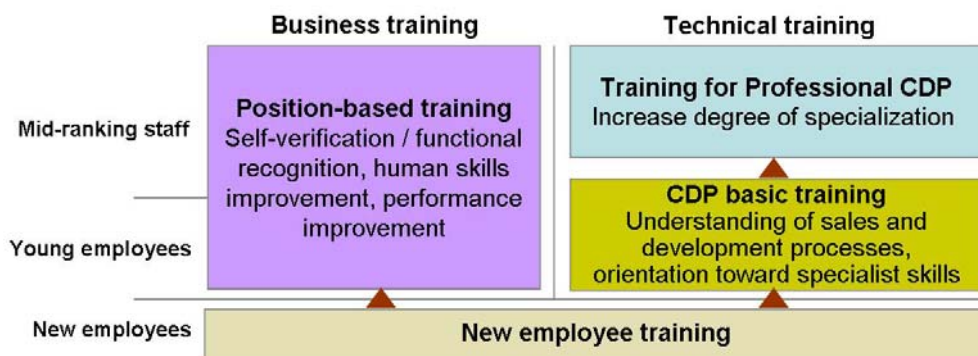 Business training
Technical training
Mid-ranking staff
Position-based training
Self-verification / functional
recognition, human skills
improvement, performance
improvement
Training for Professional CDP
Increase degree of specialization
Young employees
CDP basic training
Understanding of sales and
development processes,
orientation toward specialist skills
New employees
New employee training